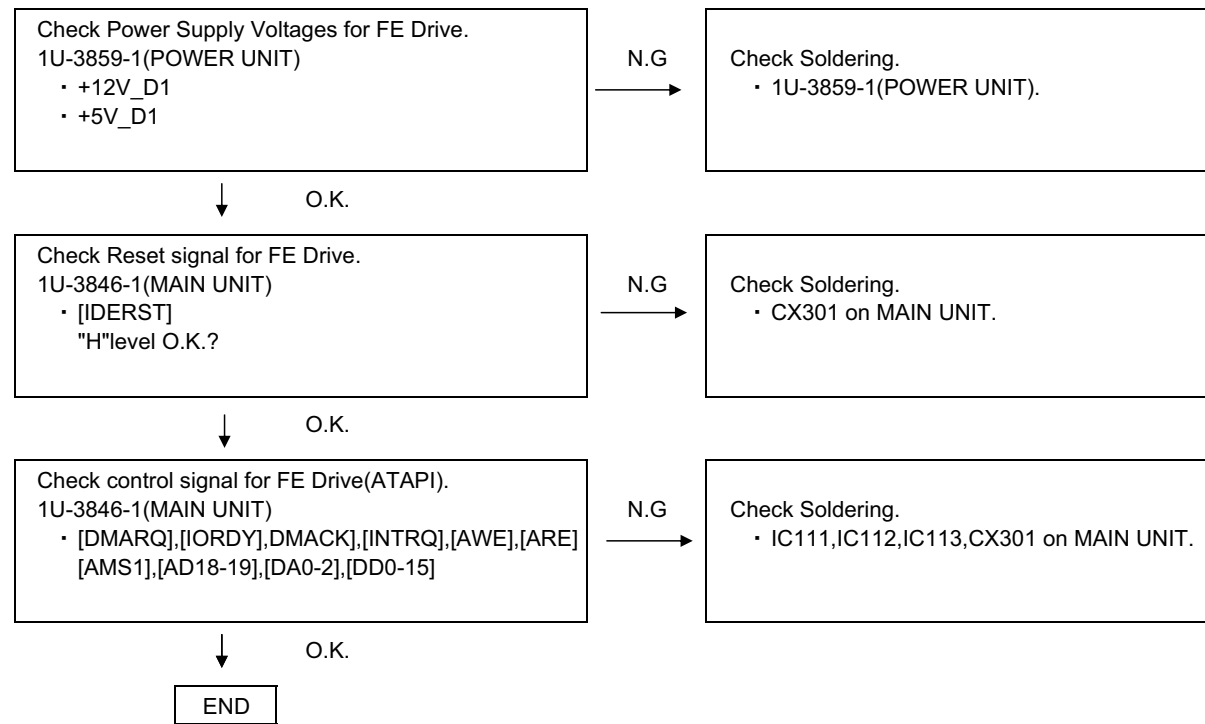 Check Power Supply Voltages for FE Drive.
1U-3859-1(POWER UNIT)
・+12V_D1
・+5V_D1
N.G
Check Soldering.
・1U-3859-1(POWER UNIT).
O.K.
Check Reset signal for FE Drive.
1U-3846-1(MAIN UNIT)
・[IDERST]
"H"level O.K.?
N.G
Check Soldering.
・CX301 on MAIN UNIT.
O.K.
Check control signal for FE Drive(ATAPI).
1U-3846-1(MAIN UNIT)
・[DMARQ],[IORDY],DMACK],[INTRQ],[AWE],[ARE]
[AMS1],[AD18-19],[DA0-2],[DD0-15]
N.G
Check Soldering.
・IC111,IC112,IC113,CX301 on MAIN UNIT.
O.K.
END